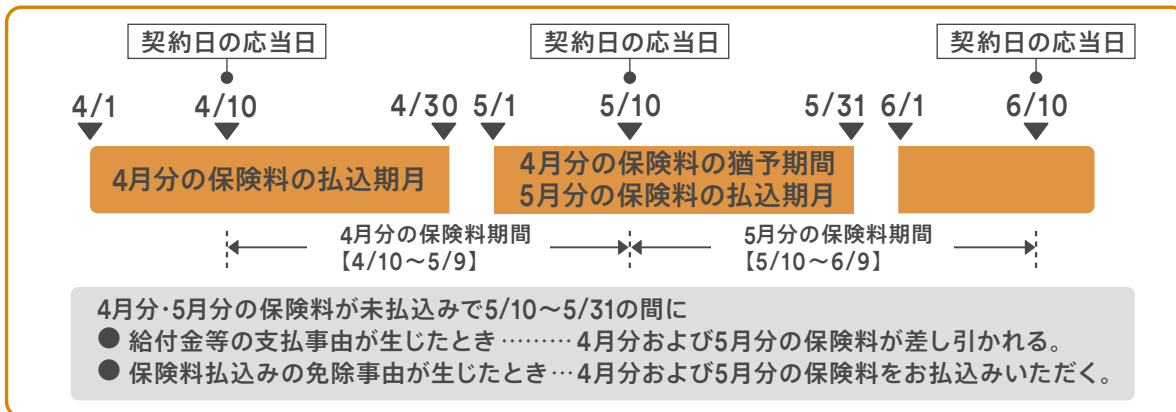 契約日の応当日 契約日の応当日 契約日の応当日
4/1 4/10 4/30 5/1 5/10 5/31 6/1 6/10
4月分の保険料の払込期月
4月分の保険料の猶予期間
5月分の保険料の払込期月
4月分の保険料期間
【4/10～5/9】
5月分の保険料期間
【5/10～6/9】
4月分・5月分の保険料が未払込みで5/10～5/31の間に
● 給付金等の支払事由が生じたとき………4月分および5月分の保険料が差し引かれる。
● 保険料払込みの免除事由が生じたとき…4月分および5月分の保険料をお払込みいただく。